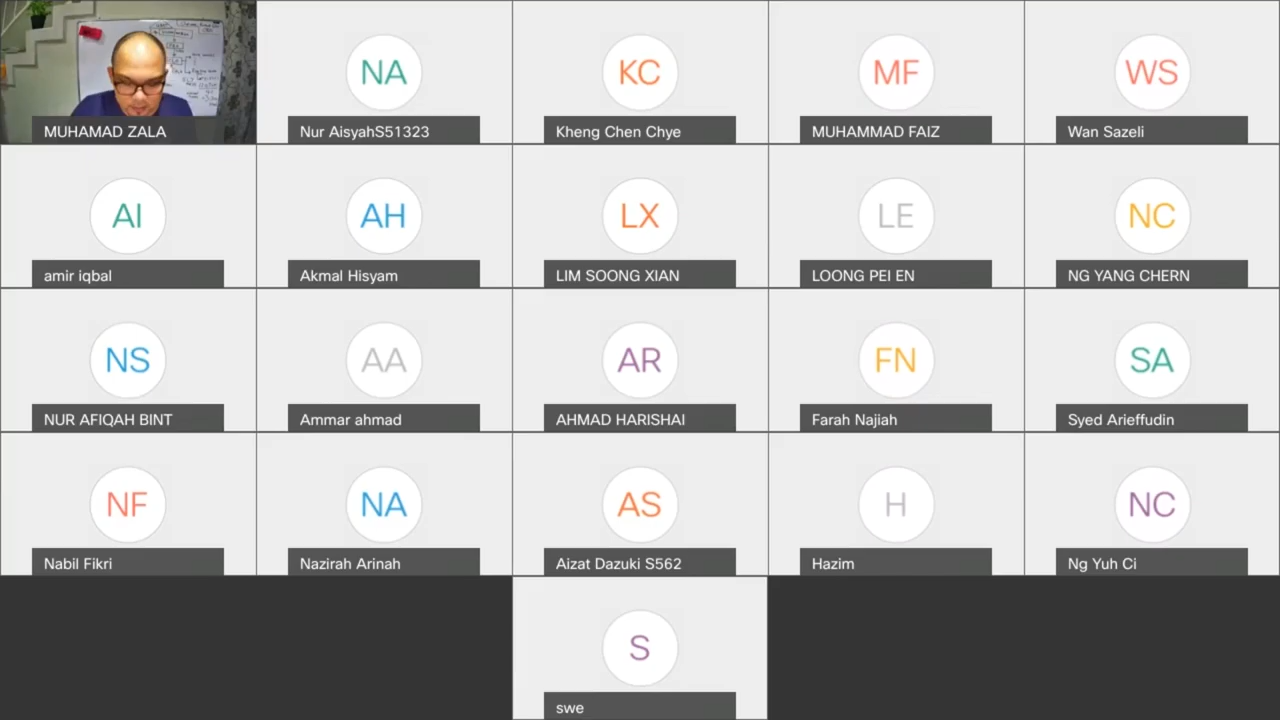 MUHAMAD ZALA
NA
Nur AisyahS51323
KC
Kheng Chen Chye
MF
MUHAMMAD FAIZ
WS
Wan Sazeli
AI
amir iqbal
AH
Akmal Hisyam
LX
LIM SOONG XIAN
LE
LOONG PEI EN
NC
NG YANG CHERN
NS
NUR AFIQAH BINT
AA
Ammar ahmad
AR
AHMAD HARISHAI
FN
Farah Najiah
SA
Syed Arieffudin
NF
Nabil Fikri
NA
Nazirah Arinah
AS
Aizat Dazuki S562
H
Hazim
NC
Ng Yuh Ci
S
swe